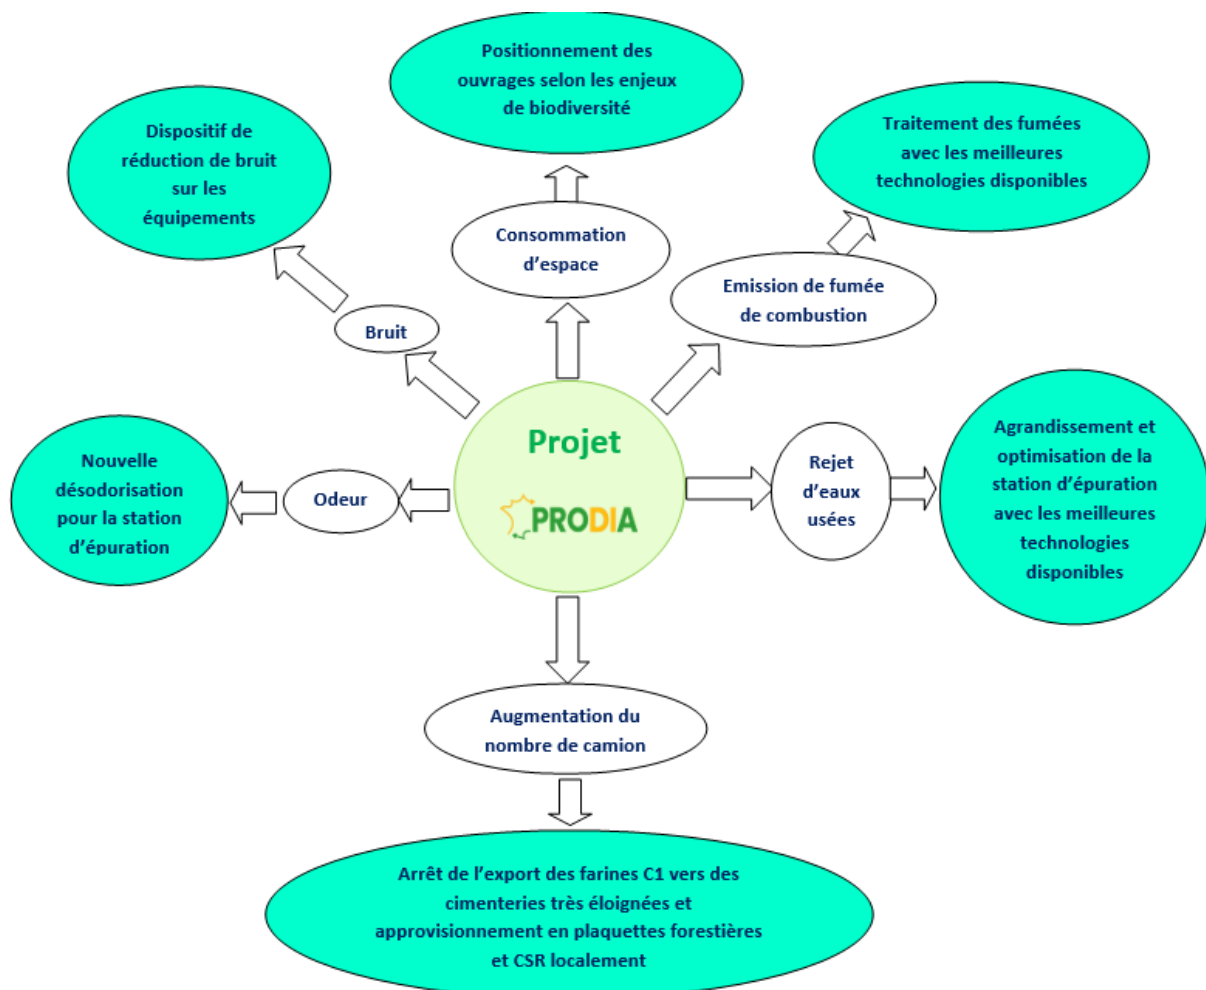 Positionnement des
ouvrages selon les enjeux
de biodiversité
Dispositif de
réduction de bruit
sur les
équipements
Traitement des fumées
avec les meilleures
technologies disponibles
Consommation
d'espace
Emission de fumée
de combustion
Bruit
Projet
PRODIA
Nouvelle
désodorisation
pour la station
d'épuration
Odeur
Rejet
d'eaux
usées
Agrandissement et
optimisation de la
station d'épuration
avec les meilleures
technologies
disponibles
Augmentation du
nombre de camion
Arrêt de l'export des farines C1 vers des
cimenteries très éloignées et
approvisionnement en plaquettes forestières
et CSR localement